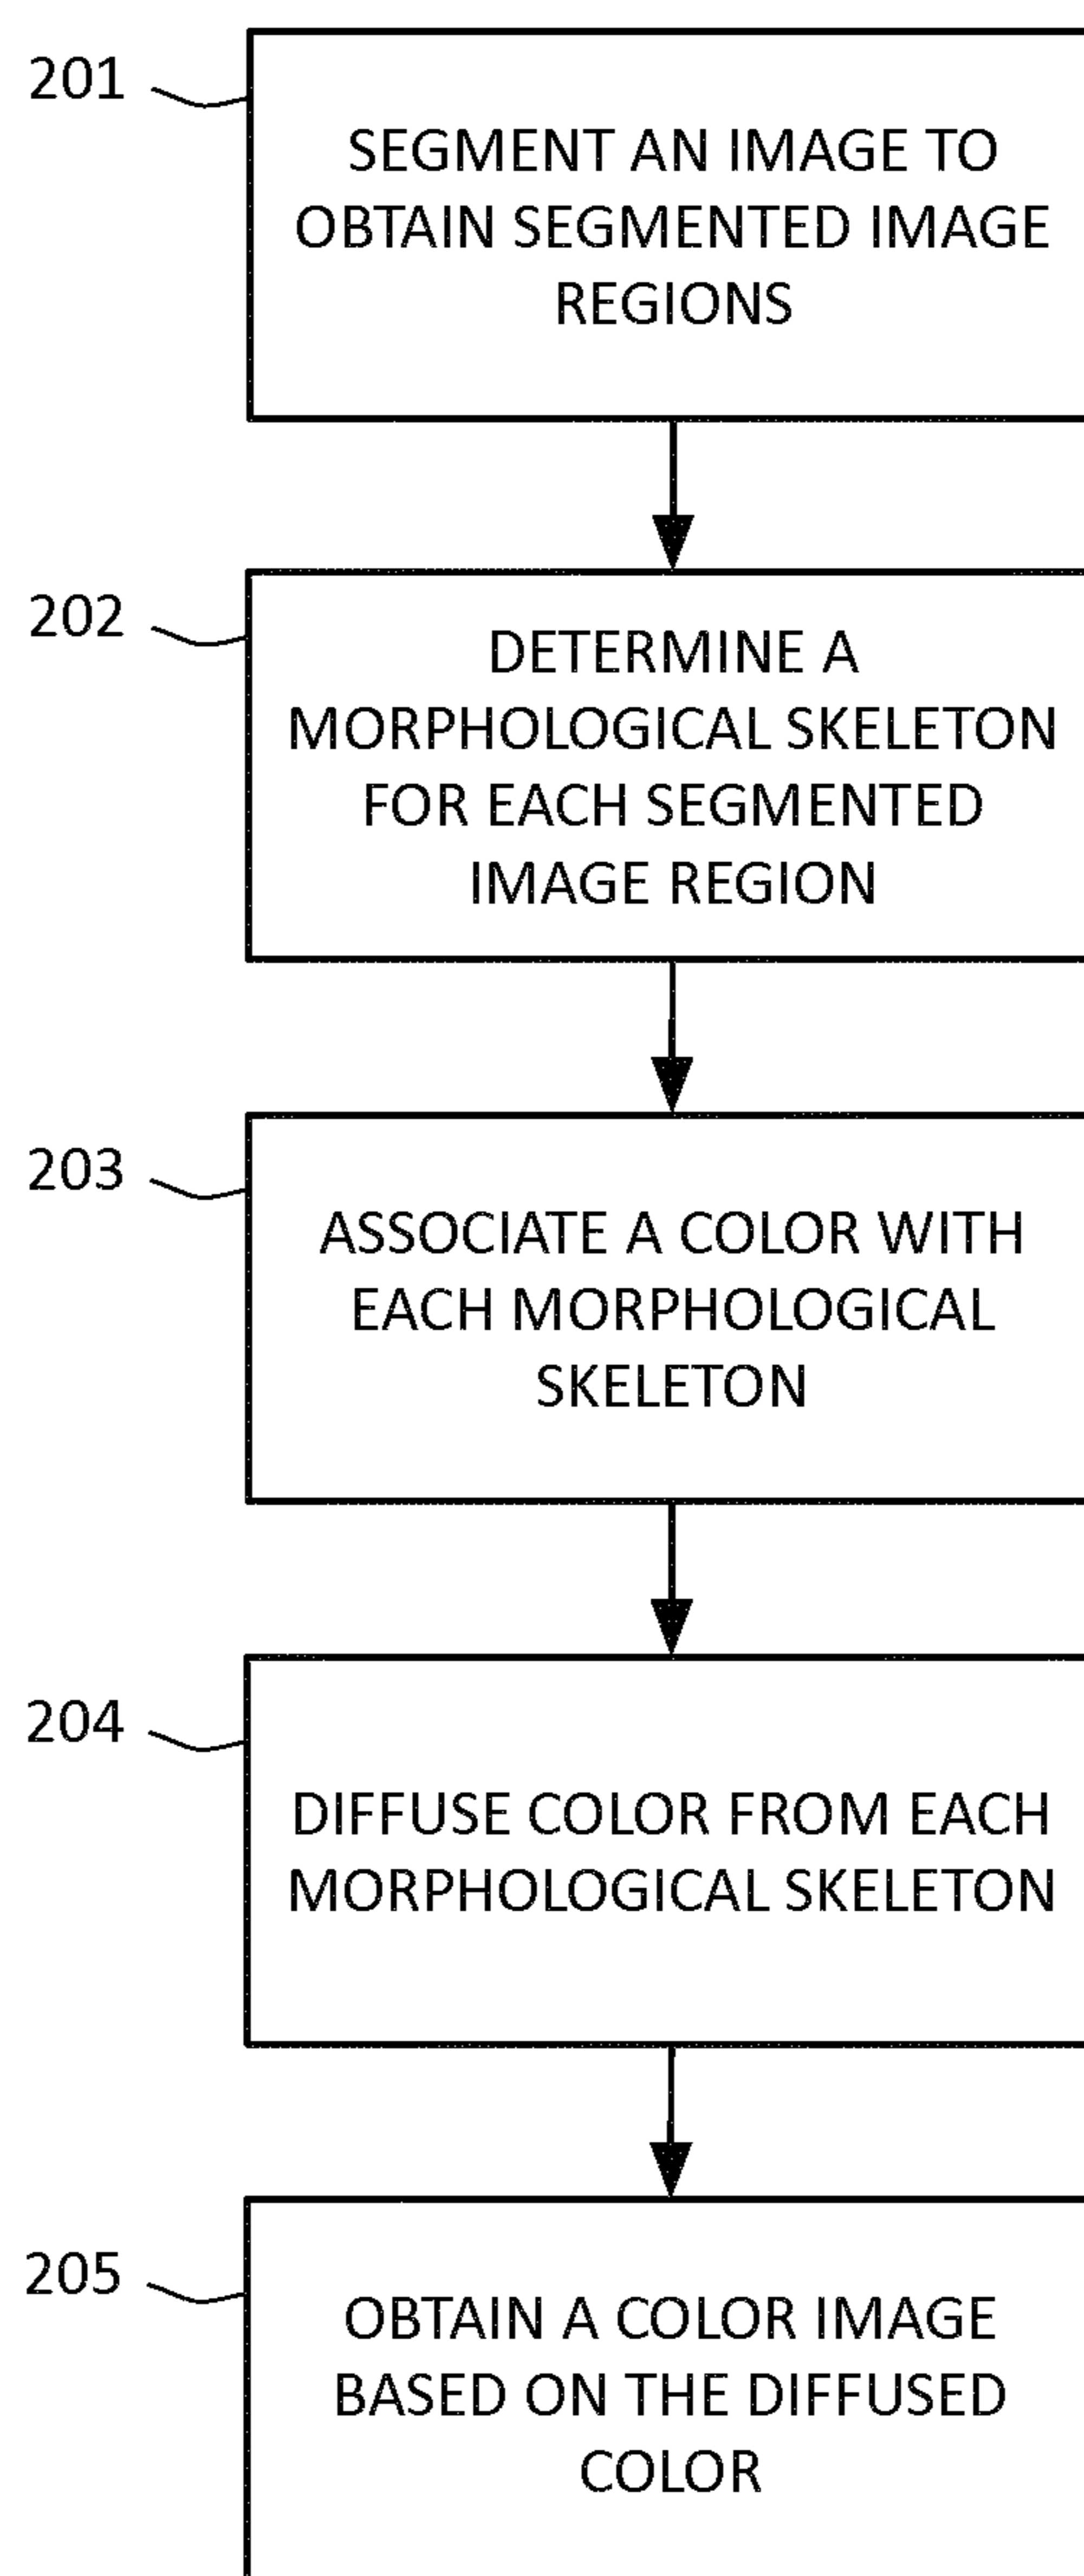 201
SEGMENT AN IMAGE TO
OBTAIN SEGMENTED IMAGE
REGIONS
202
DETERMINE A
MORPHOLOGICAL SKELETON
FOR EACH SEGMENTED
IMAGE REGION
203
ASSOCIATE A COLOR WITH
EACH MORPHOLOGICAL
SKELETON
204
DIFFUSE COLOR FROM EACH
MORPHOLOGICAL SKELETON
205
OBTAIN A COLOR IMAGE
BASED ON THE DIFFUSED
COLOR